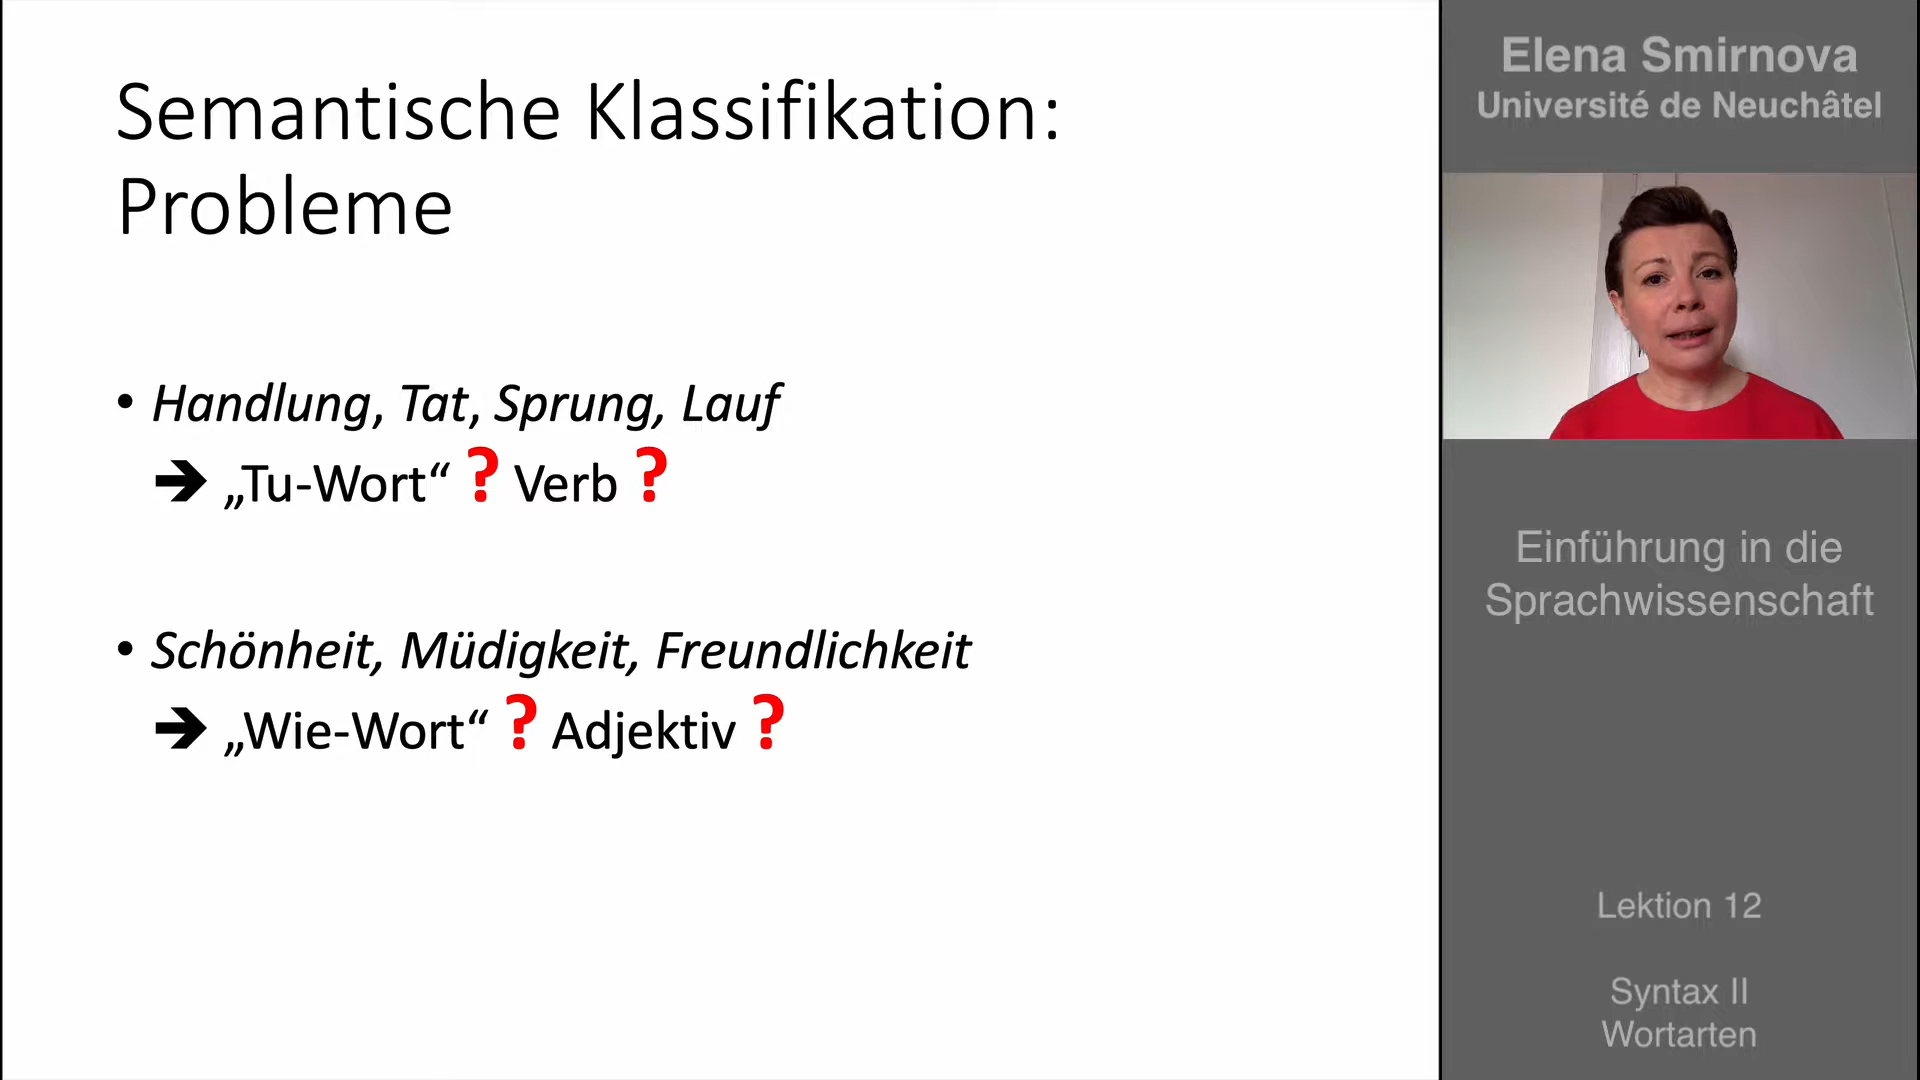 Semantische Klassifikation:
Probleme
• Handlung, Tat, Sprung, Lauf
➔ „Tu-Wort“ ? Verb ?
• Schönheit, Müdigkeit, Freundlichkeit
➔ „Wie-Wort“ ? Adjektiv ?
Elena Smirnova
Université de Neuchâtel
Einführung in die
Sprachwissenschaft
Lektion 12
Syntax II
Wortarten